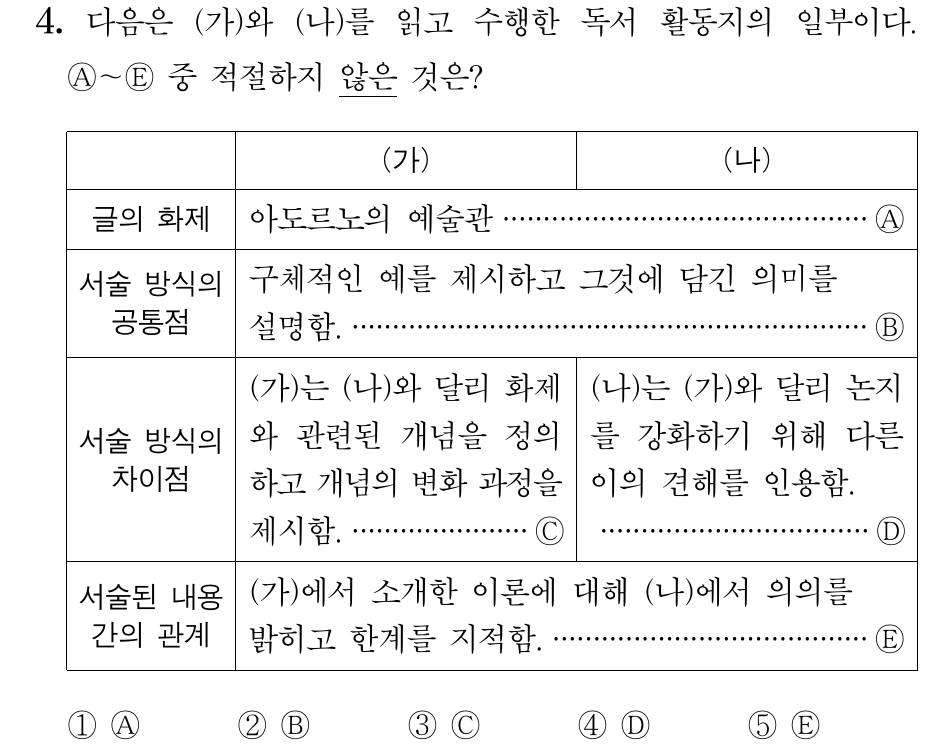 4. 다음은 (가)와 (나)를 읽고 수행한 독서 활동지의 일부이다.
Ⓐ~Ⓔ 중 적절하지 않은 것은?
(가) (나)
글의 화제 아도르노의 예술관 ············································ Ⓐ
서술 방식의 공통점
구체적인 예를 제시하고 그것에 담긴 의미를
설명함. ······························································ Ⓑ
서술 방식의 차이점
(가)는 (나)와 달리 화제
와 관련된 개념을 정의
하고 개념의 변화 과정을
제시함. ····················· Ⓒ
(나)는 (가)와 달리 논지
를 강화하기 위해 다른
이의 견해를 인용함.
································ Ⓓ
서술된 내용 간의 관계
(가)에서 소개한 이론에 대해 (나)에서 의의를
밝히고 한계를 지적함. ······································ Ⓔ
① Ⓐ ② Ⓑ ③ Ⓒ ④ Ⓓ ⑤ Ⓔ